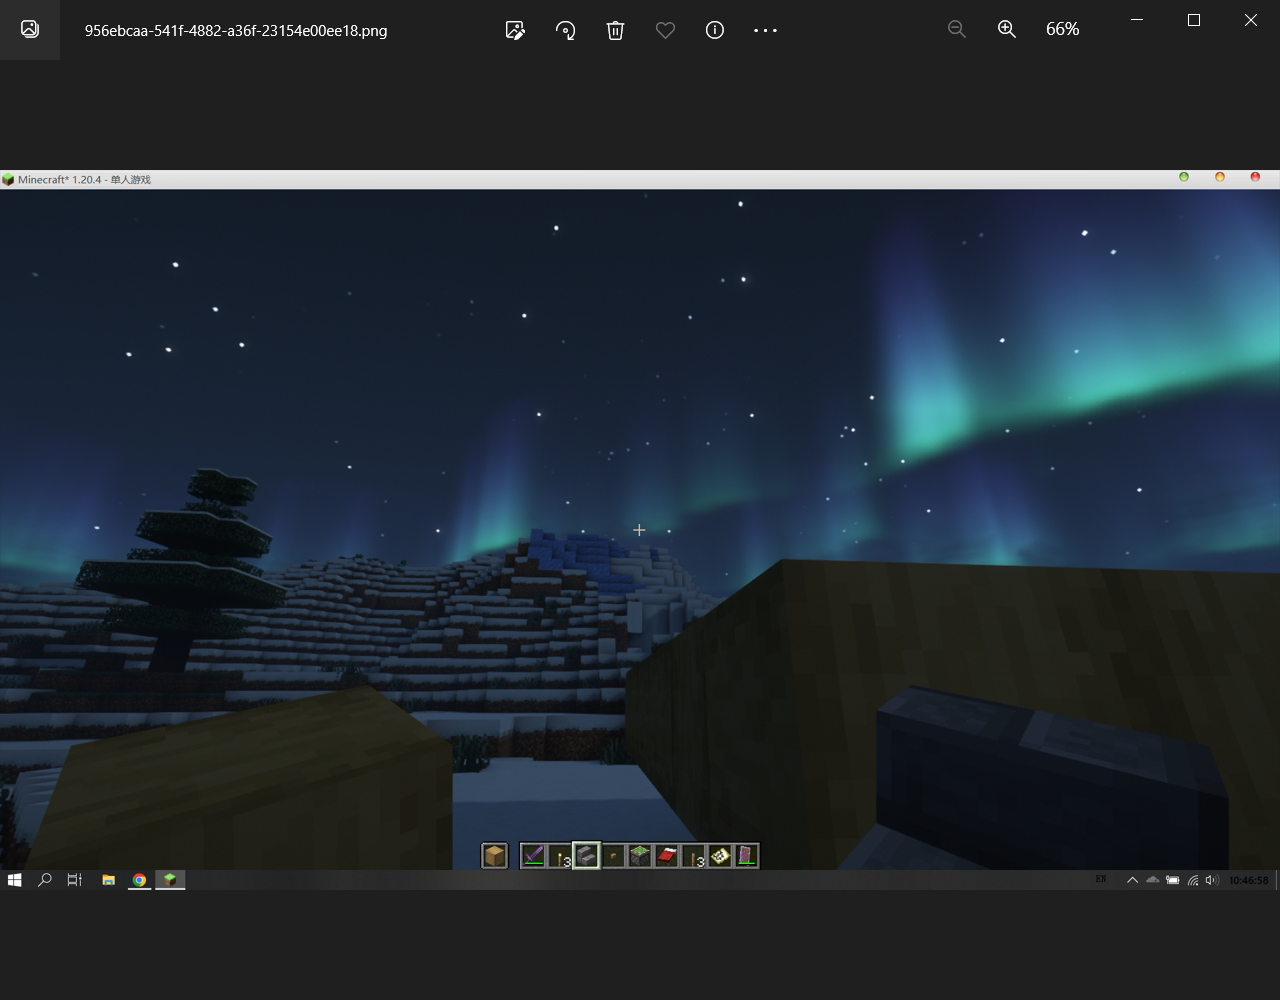 956ebcaa-541f-4882-a36f-23154e00ee18.png
66%
Minecraft* 1.20.4 - 单人游戏
3
3
EN
10:46:58